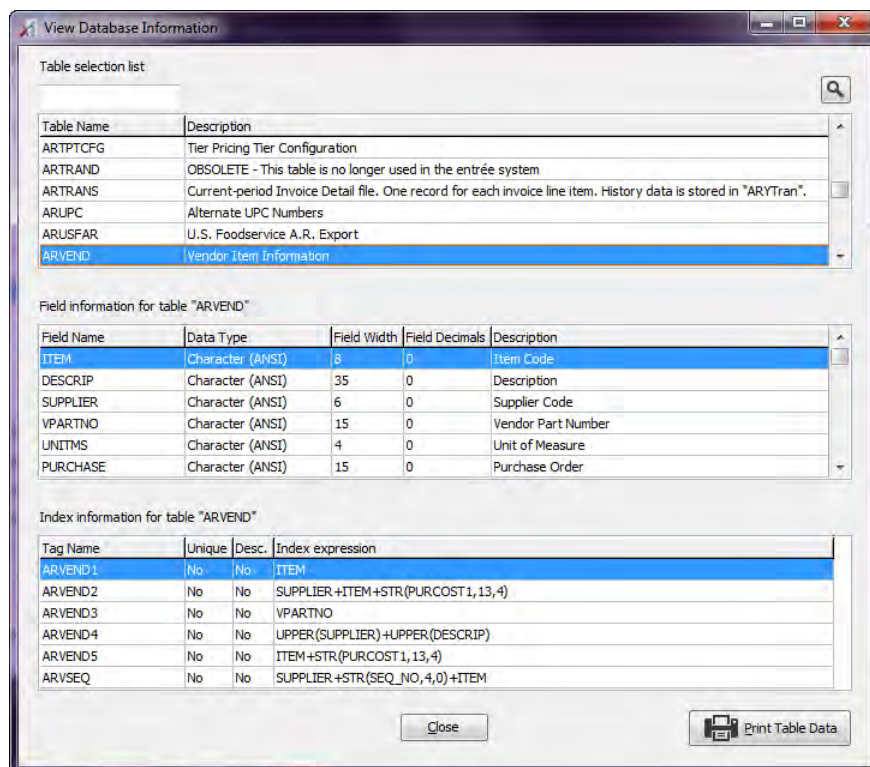 View Database Information
Table selection list
Table Name Description
ARTPTCFG Tier Pricing Tier Configuration
ARTRAND OBSOLETE - This table is no longer used in the entrée system
ARTRANS Current-period Invoice Detail file. One record for each invoice line item. History data is stored in "ARYTran".
ARUPC Alternate UPC Numbers
ARUSFAR U.S. Foodservice A.R. Export
ARVEND Vendor Item Information
Field information for table "ARVEND"
Field Name Data Type Field Width Field Decimals Description
ITEM Character (ANSI) 8 0 Item Code
DESCRIP Character (ANSI) 35 0 Description
SUPPLIER Character (ANSI) 6 0 Supplier Code
VPARTNO Character (ANSI) 15 0 Vendor Part Number
UNITMS Character (ANSI) 4 0 Unit of Measure
PURCHASE Character (ANSI) 15 0 Purchase Order
Index information for table "ARVEND"
Tag Name Unique Desc. Index expression
ARVEND1 No No ITEM
ARVEND2 No No SUPPLIER+ITEM+STR(PURCOST1,13,4)
ARVEND3 No No VPARTNO
ARVEND4 No No UPPER(SUPPLIER)+UPPER(DESCRIP)
ARVEND5 No No ITEM+STR(PURCOST1,13,4)
ARVSEQ No No SUPPLIER+STR(SEQ_NO,4,0)+ITEM
Close Print Table Data